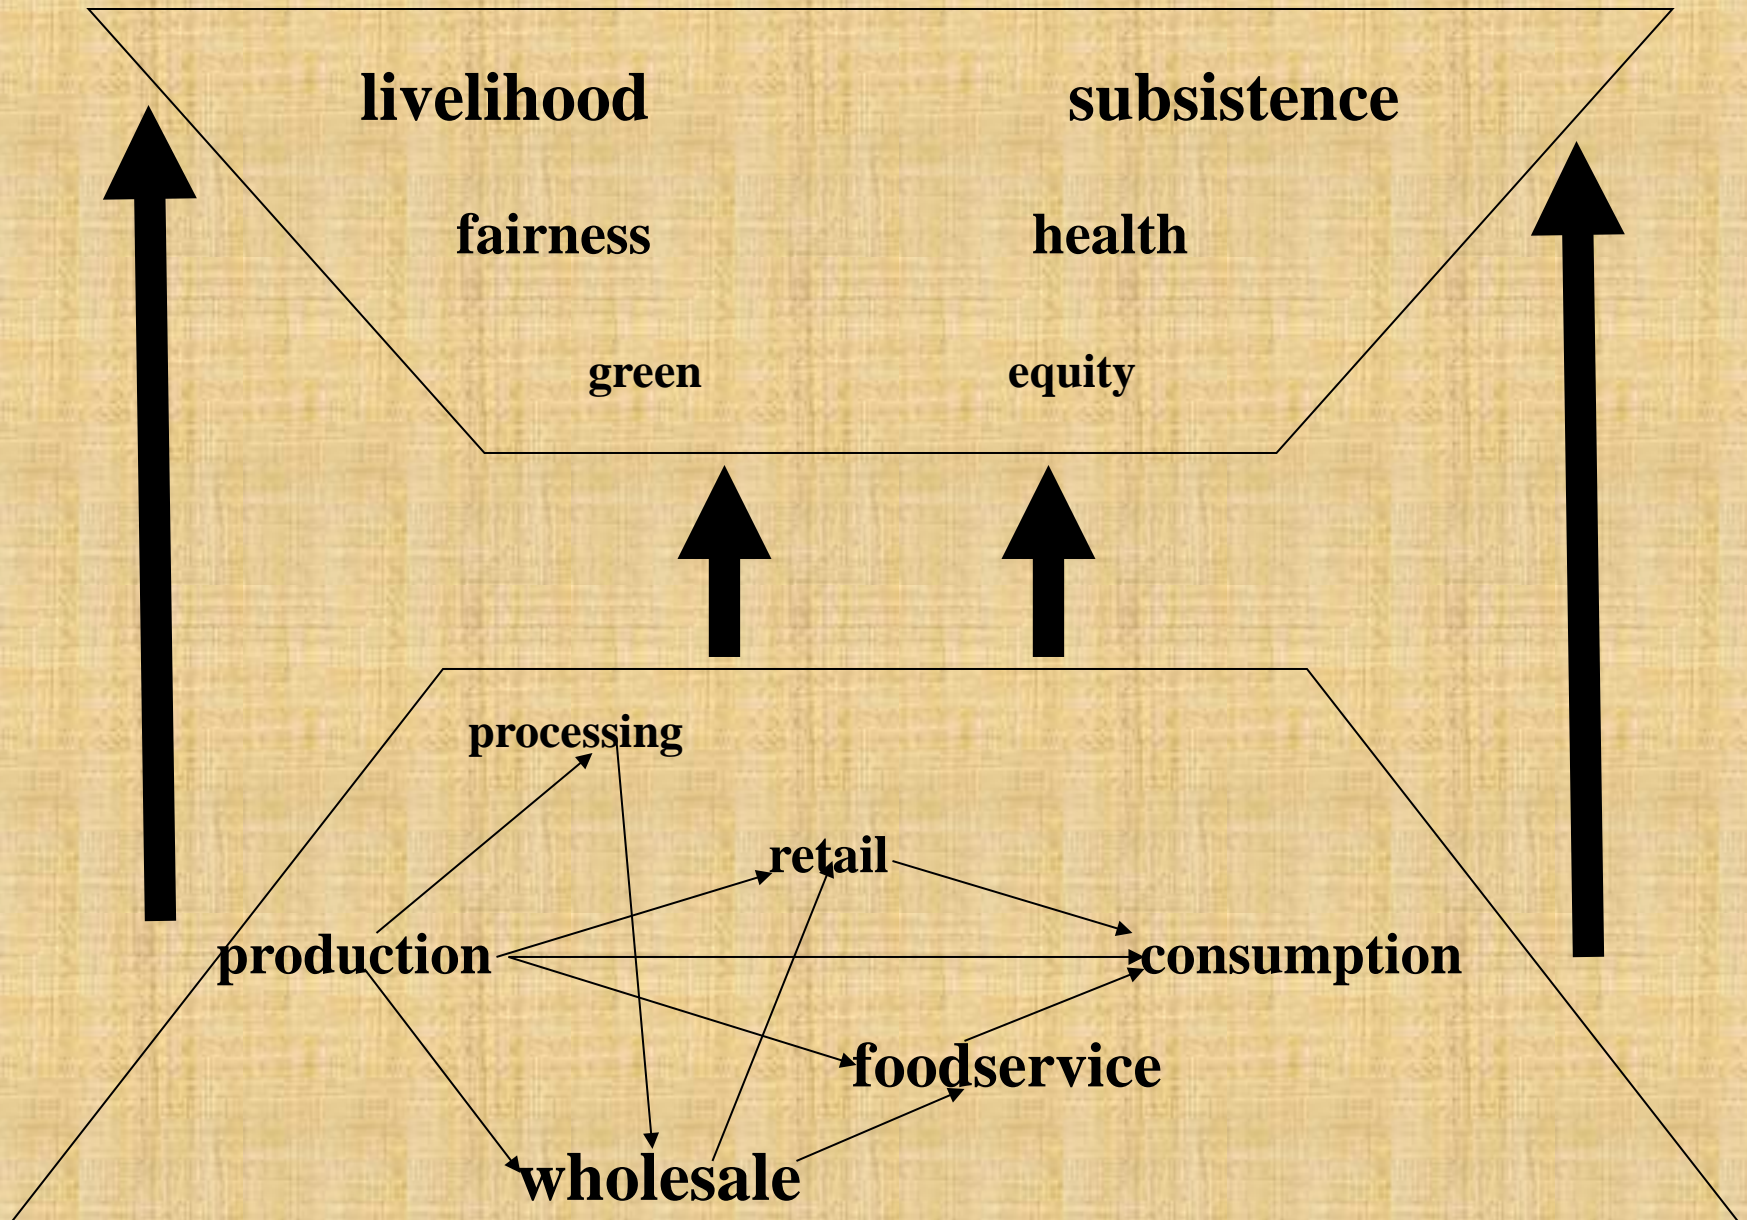 livelihood subsistence
fairness health
green equity
processing
retail
production consumption
foodservice
wholesale